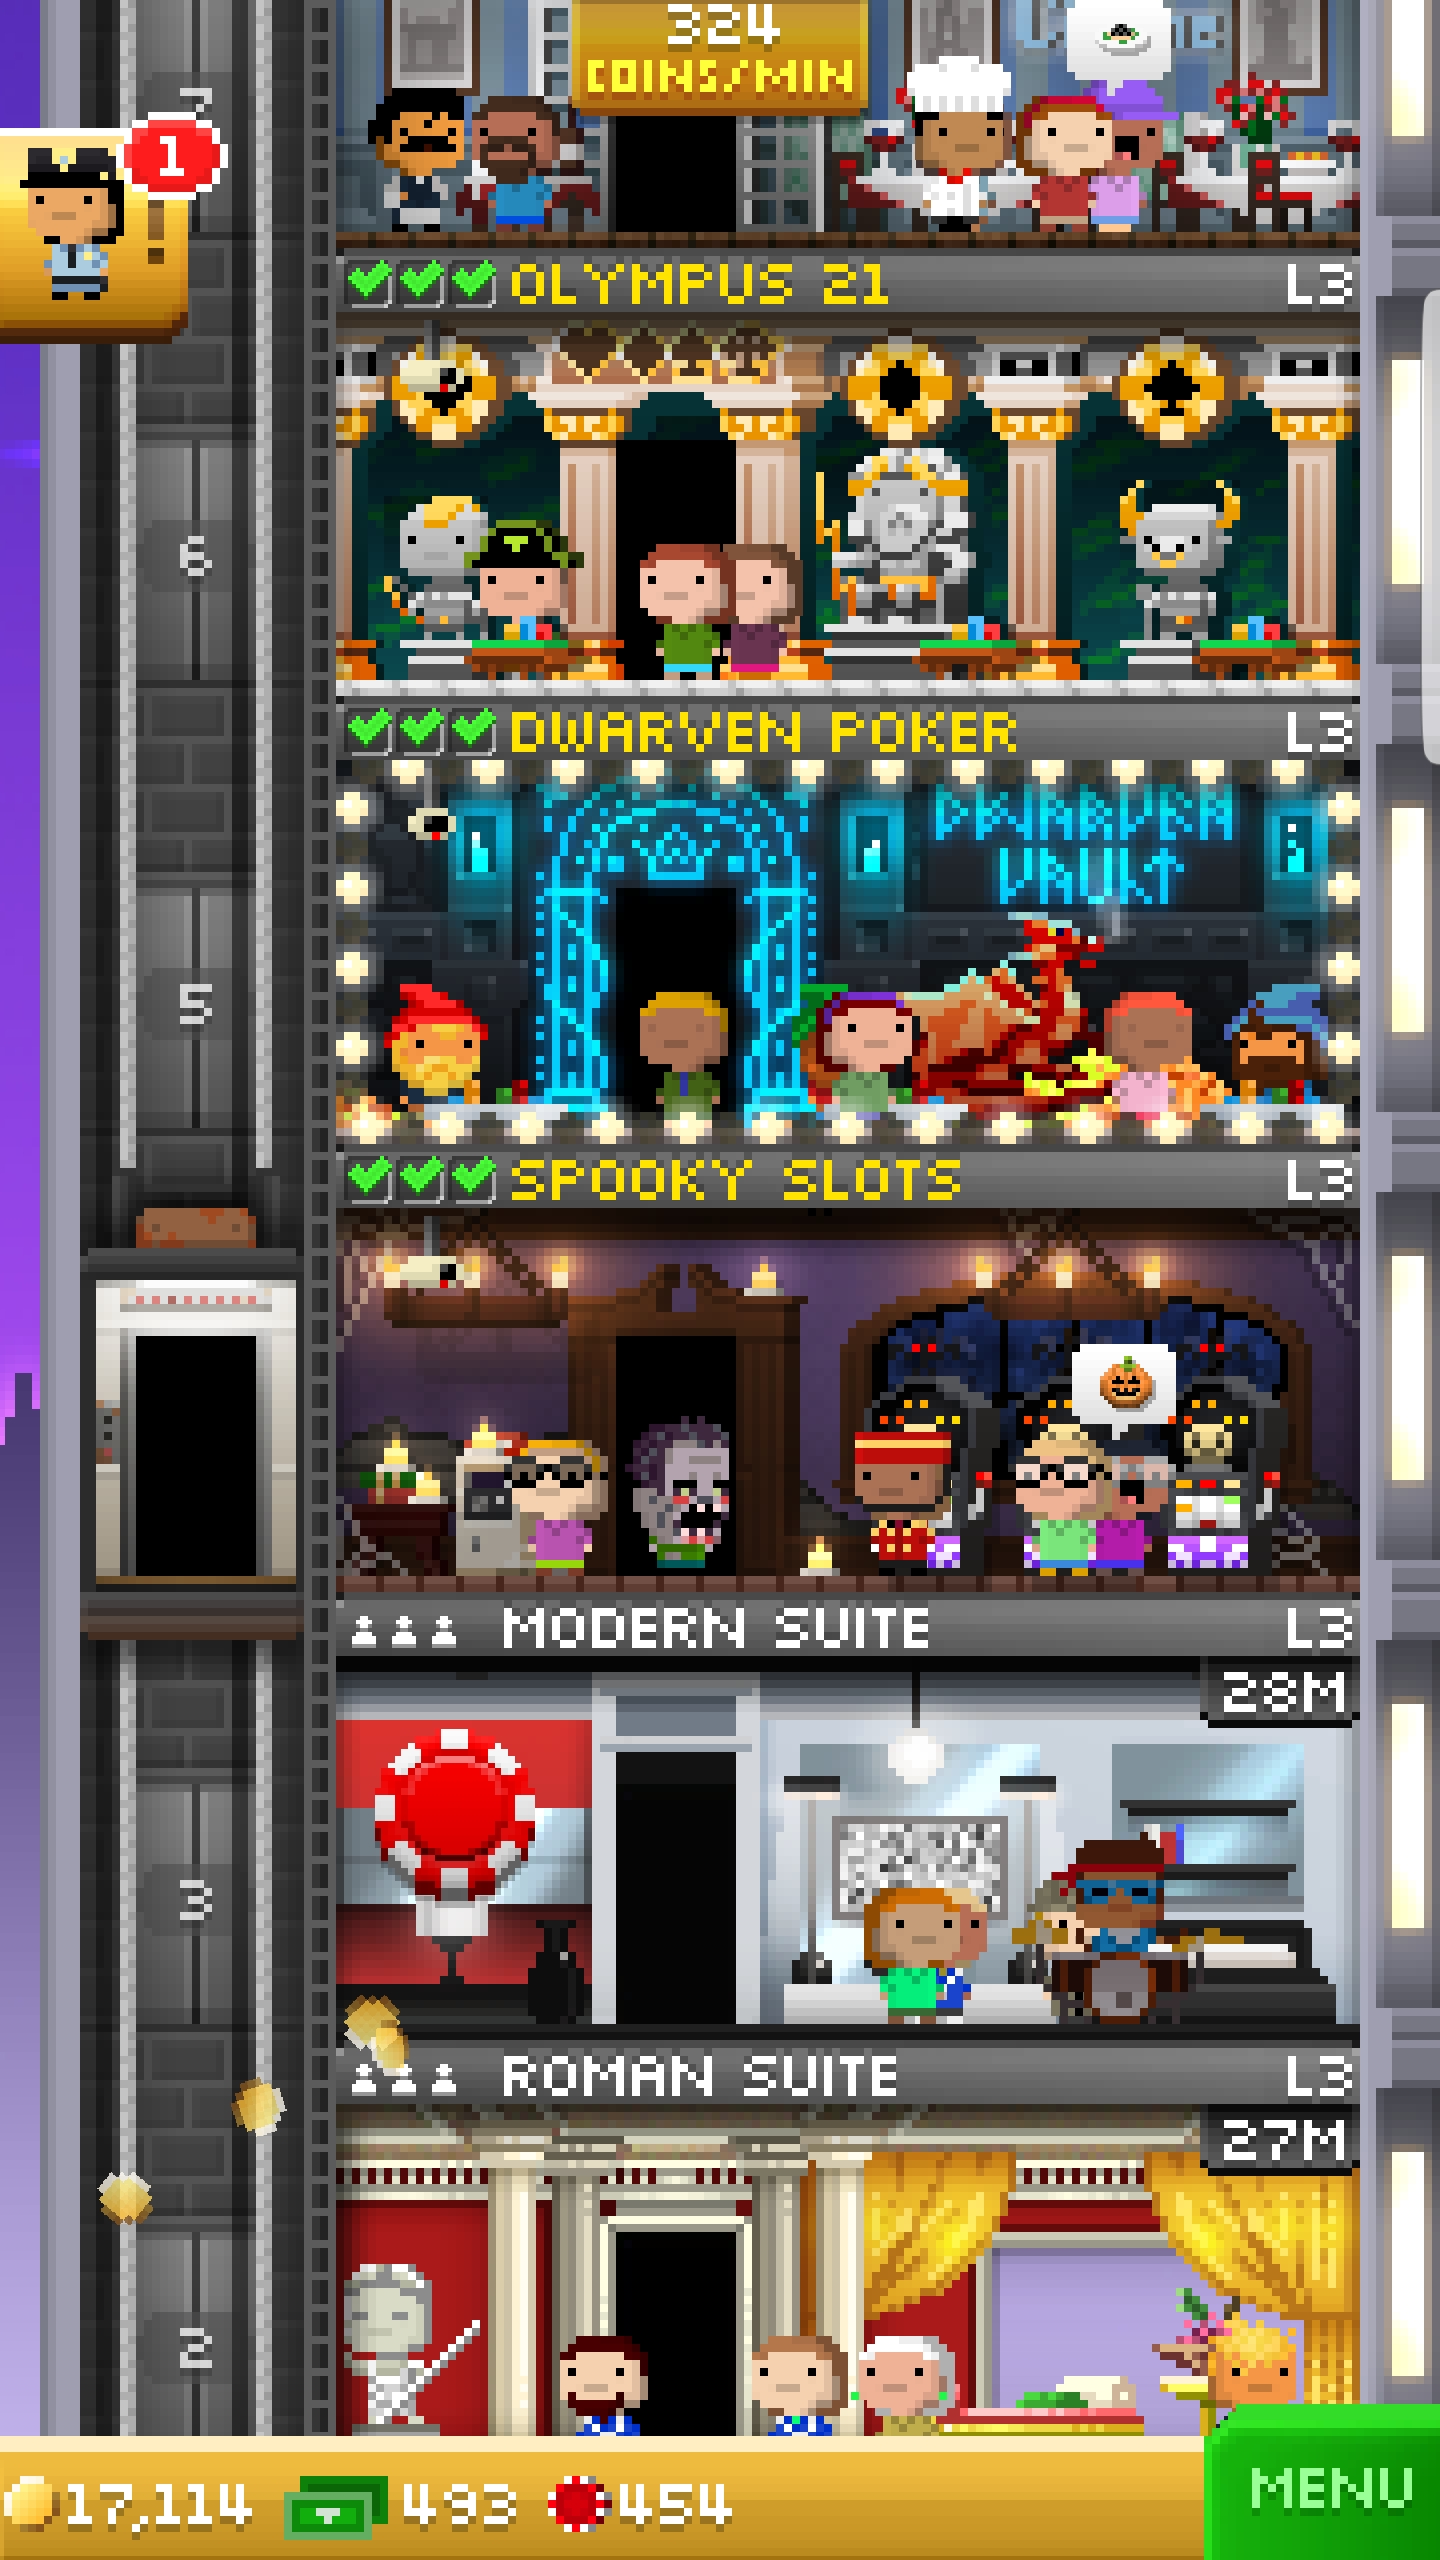 324
COINS/MIN
7
1
OLYMPUS 21 L3
6
DWARVEN POKER L3
DWARVEN
VAULT
5
SPOOKY SLOTS L3
MODERN SUITE L3
28M
3
ROMAN SUITE L3
27M
2
17,114 493 454
MENU